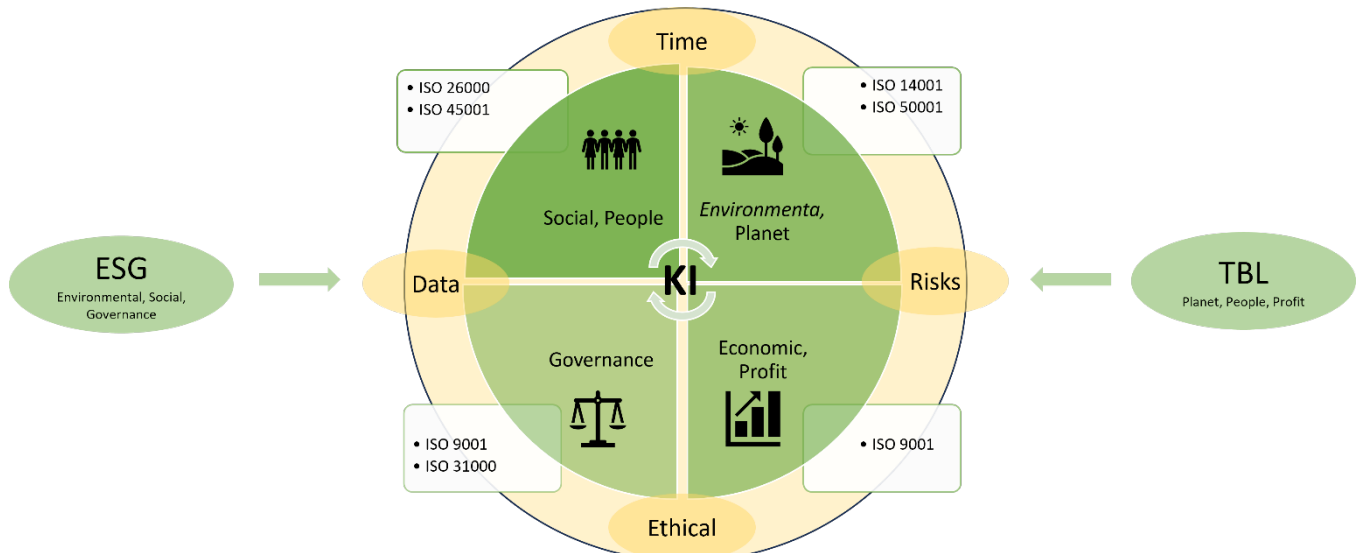 Time
• ISO 26000
• ISO 45001
• ISO 14001
• ISO 50001
Social, People
Environmenta,
Planet
ESG
Environmental, Social,
Governance
Data
KI
Risks
TBL
Planet, People, Profit
Governance
Economic,
Profit
• ISO 9001
• ISO 31000
• ISO 9001
Ethical